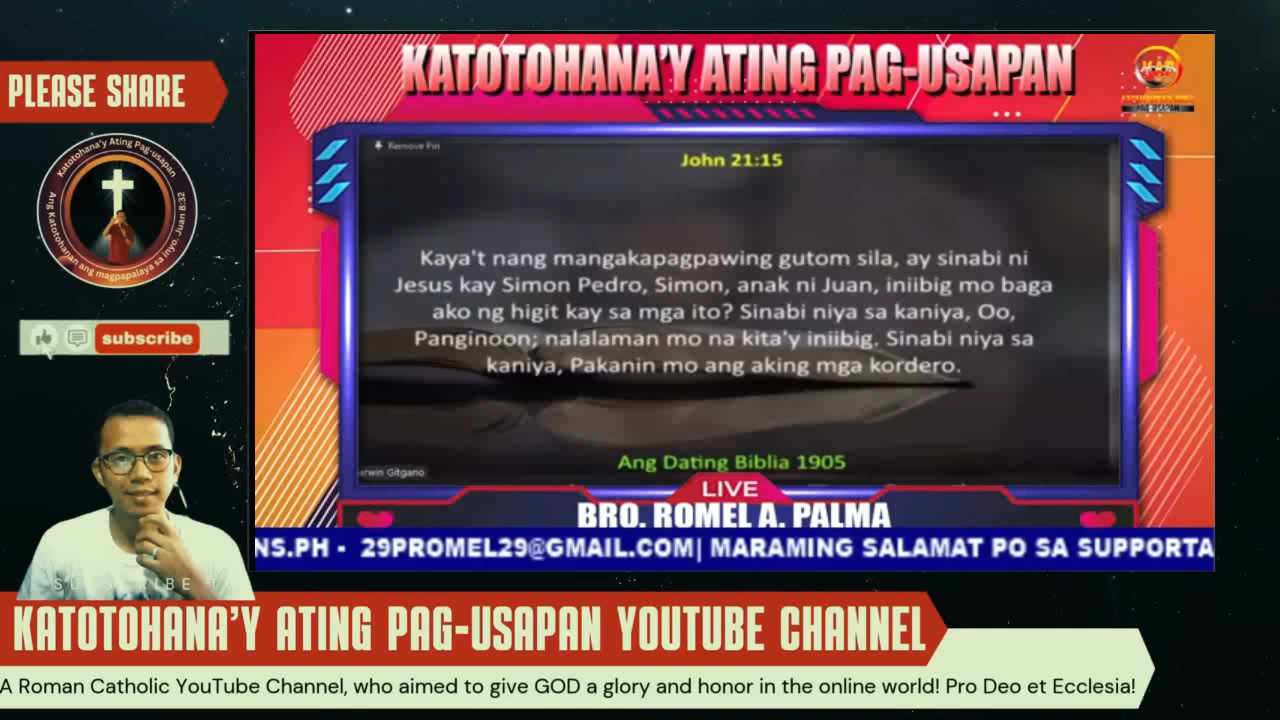 PLEASE SHARE
Katotohana'y Ating Pag-usapan
Ang Katotohanan ang magpapalaya sa inyo. Juan 8:32
subscribe
SUBSCRIBE
KATOTOHANA'Y ATING PAG-USAPAN
PAG-USAPAN
Remove Pin
John 21:15
Kaya't nang mangakapagpawing gutom sila, ay sinabi ni
Jesus kay Simon Pedro, Simon, anak ni Juan, iniibig mo baga
ako ng higit kay sa mga ito? Sinabi niya sa kaniya, Oo,
Panginoon; nalalaman mo na kita'y iniibig. Sinabi niya sa
kaniya, Pakanin mo ang aking mga kordero.
Ang Dating Biblia 1905
rwin Gitgano
LIVE
BRO. ROMEL A. PALMA
NS.PH - 29PROMEL29@GMAIL.COM| MARAMING SALAMAT PO SA SUPPORTA
KATOTOHANA'Y ATING PAG-USAPAN YOUTUBE CHANNEL
A Roman Catholic YouTube Channel, who aimed to give GOD a glory and honor in the online world! Pro Deo et Ecclesia!